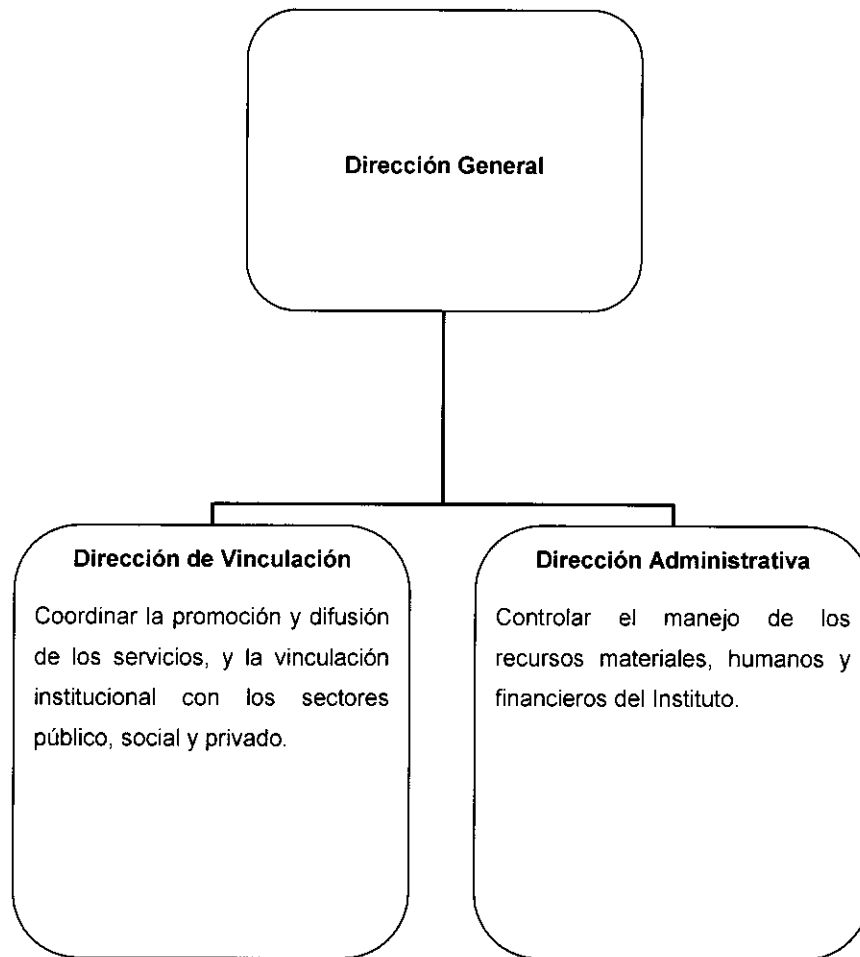 Dirección General
Dirección de Vinculación
Coordinar la promoción y difusión
de los servicios, y la vinculación
institucional con los sectores
público, social y privado.
Dirección Administrativa
Controlar el manejo de los
recursos materiales, humanos y
financieros del Instituto.